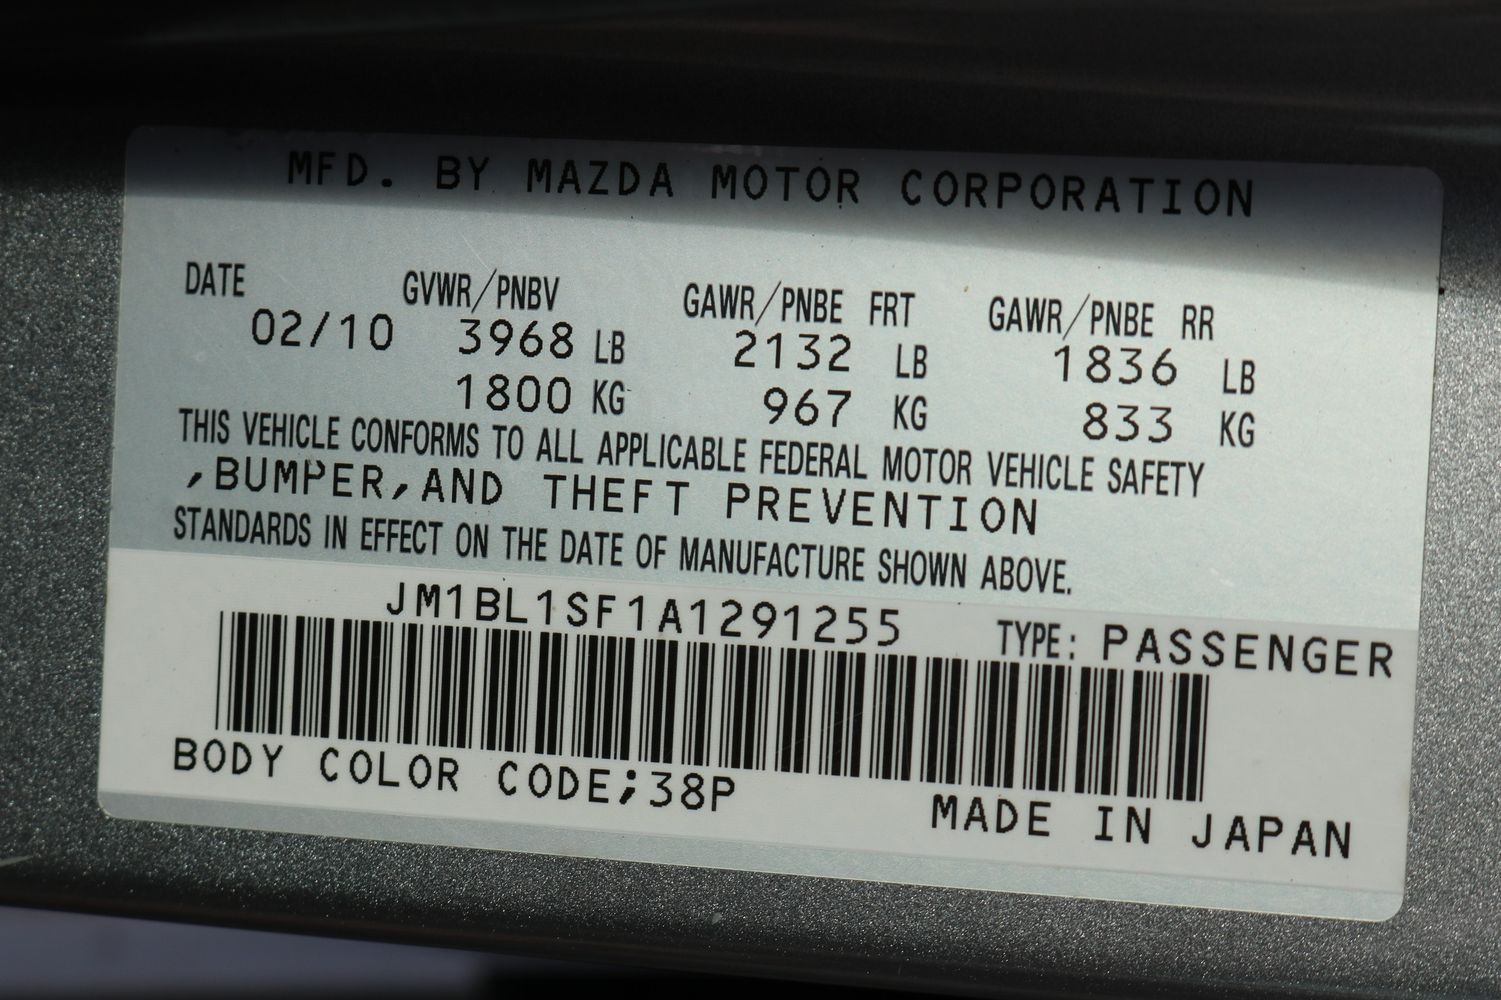 MFD. BY MAZDA MOTOR CORPORATION
DATE GVWR/PNBV GAWR/PNBE FRT GAWR/PNBE RR
02/10 3968 LB 2132 LB 1836 LB
1800 KG 967 KG 833 KG
THIS VEHICLE CONFORMS TO ALL APPLICABLE FEDERAL MOTOR VEHICLE SAFETY
,BUMPER,AND THEFT PREVENTION
STANDARDS IN EFFECT ON THE DATE OF MANUFACTURE SHOWN ABOVE.
JM1BL1SF1A1291255 TYPE: PASSENGER
BODY COLOR CODE;38P MADE IN JAPAN